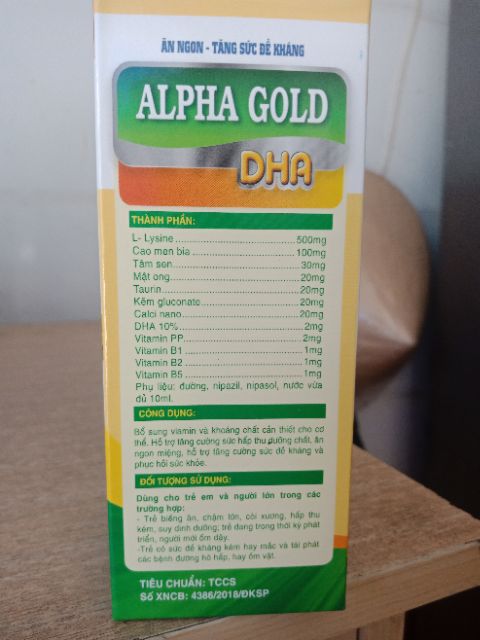 ĂN NGON - TĂNG SỨC ĐỀ KHÁNG
ALPHA GOLD
DHA
THÀNH PHẦN:
L- Lysine....................................500mg
Cao men bia...............................100mg
Tâm sen.....................................30mg
Mật ong......................................20mg
Taurin.........................................20mg
Kẽm gluconate............................20mg
Calci nano..................................20mg
DHA 10%....................................2mg
Vitamin PP..................................2mg
Vitamin B1..................................1mg
Vitamin B2..................................1mg
Vitamin B5..................................1mg
Phụ liệu: đường, nipazil, nipasol, nước vừa
đủ 10ml.
CÔNG DỤNG:
Bổ sung viamin và khoáng chất cần thiết cho cơ
thể. Hỗ trợ tăng cường sức hấp thu dưỡng chất, ăn
ngon miệng, hỗ trợ tăng cường sức đề kháng và
phục hồi sức khỏe.
ĐỐI TƯỢNG SỬ DỤNG:
Dùng cho trẻ em và người lớn trong các
trường hợp:
- Trẻ biếng ăn, chậm lớn, còi xương, hấp thu
kém, suy dinh dưỡng; trẻ đang trong thời kỳ phát
triển, người mới ốm dậy.
-Trẻ có sức đề kháng kém hay mắc và tái phát
các bệnh đường hô hấp, hay ốm vặt.
TIÊU CHUẨN: TCCS
Số XNCB: 4386/2018/ĐKSP